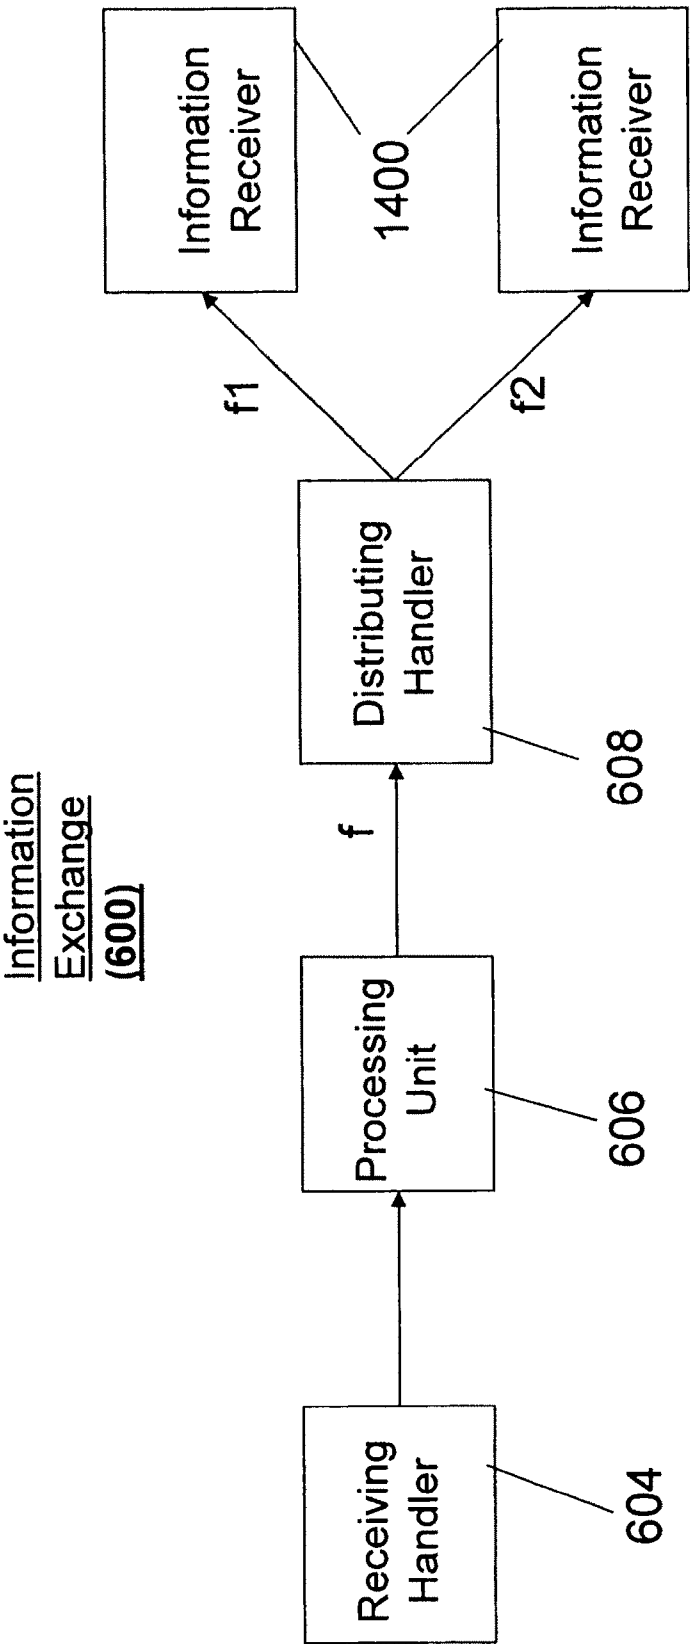 Information
Exchange
(600)
Receiving
Handler
604
Processing
Unit
606
f
Distributing
Handler
608
f1
f2
Information
Receiver
1400
Information
Receiver